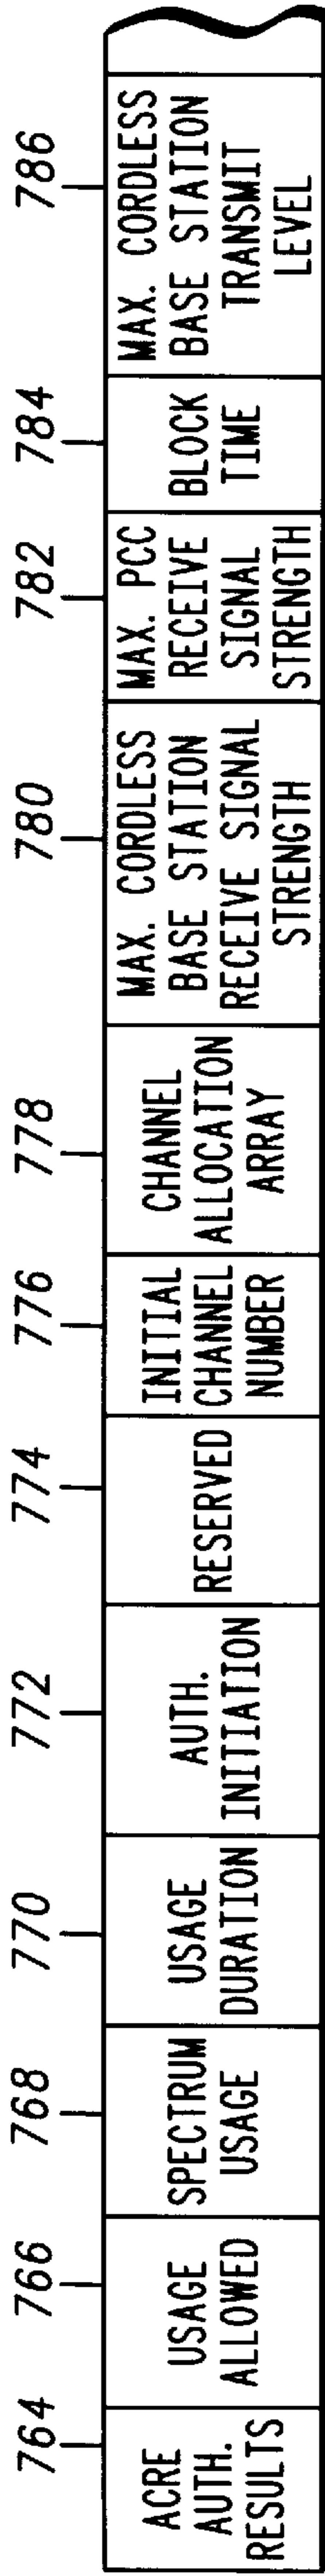 764 766 768 770 772 774 776 778 780 782 784 786
ACRE
AUTH.
RESULTS
USAGE
ALLOWED
SPECTRUM
USAGE
USAGE
DURATION
AUTH.
INITIATION
RESERVED
INITIAL
CHANNEL
NUMBER
CHANNEL
ALLOCATION
ARRAY
MAX. CORDLESS
BASE STATION
RECEIVE SIGNAL
STRENGTH
MAX. PCC
RECEIVE
SIGNAL
STRENGTH
BLOCK
TIME
MAX. CORDLESS
BASE STATION
TRANSMIT
LEVEL